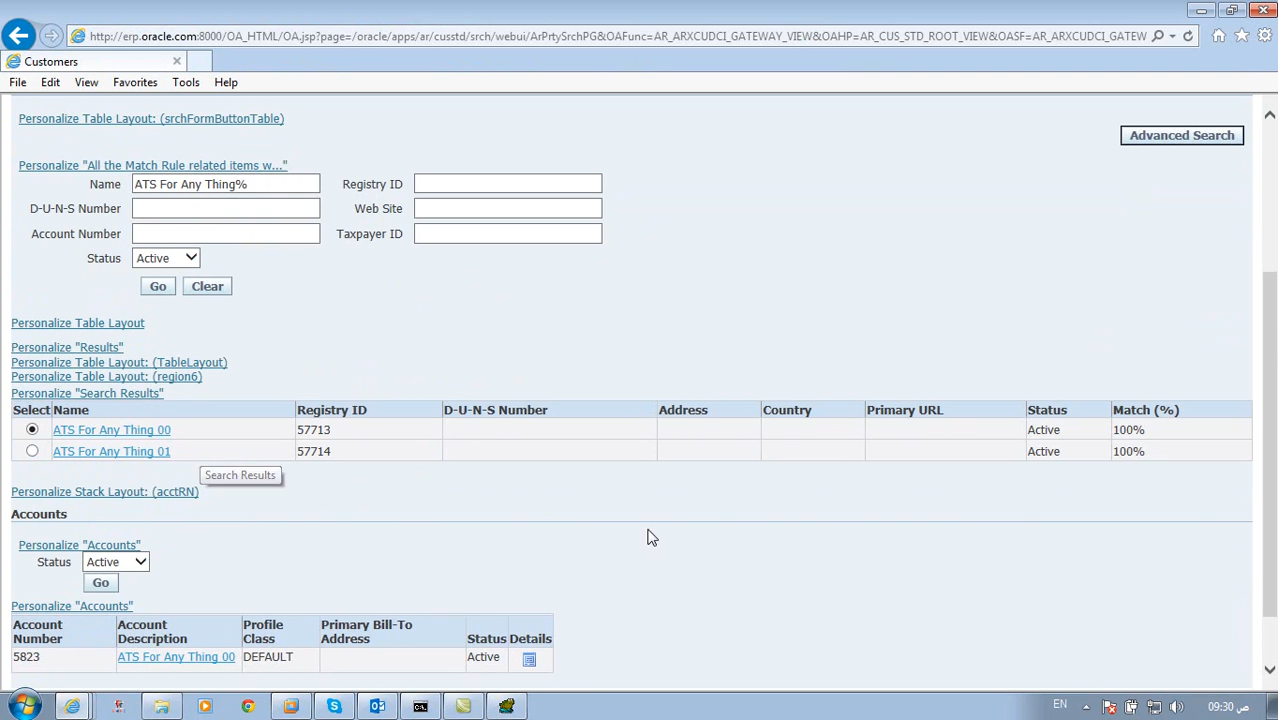 http://erp.oracle.com:8000/OA_HTML/OA.jsp?page=/oracle/apps/ar/cusstd/srch/webui/ArPrtySrchPG&OAFunc=AR_ARXCUDCI_GATEWAY_VIEW&OAHP=AR_CUS_STD_ROOT_VIEW&OASF=AR_ARXCUDCI_GATEW
Customers
File Edit View Favorites Tools Help
Personalize Table Layout: (srchFormButtonTable)
Advanced Search
Personalize "All the Match Rule related items w..."
Name ATS For Any Thing% Registry ID
D-U-N-S Number Web Site
Account Number Taxpayer ID
Status Active
Go Clear
Personalize Table Layout
Personalize "Results"
Personalize Table Layout: (TableLayout)
Personalize Table Layout: (region6)
Personalize "Search Results"
Select Name Registry ID D-U-N-S Number Address Country Primary URL Status Match (%)
ATS For Any Thing 00 57713 Active 100%
ATS For Any Thing 01 57714 Active 100%
Search Results
Personalize Stack Layout: (acctRN)
Accounts
Personalize "Accounts"
Status Active
Go
Personalize "Accounts"
Account Number Account Description Profile Class Primary Bill-To Address Status Details
5823 ATS For Any Thing 00 DEFAULT Active
EN 09:30 ص